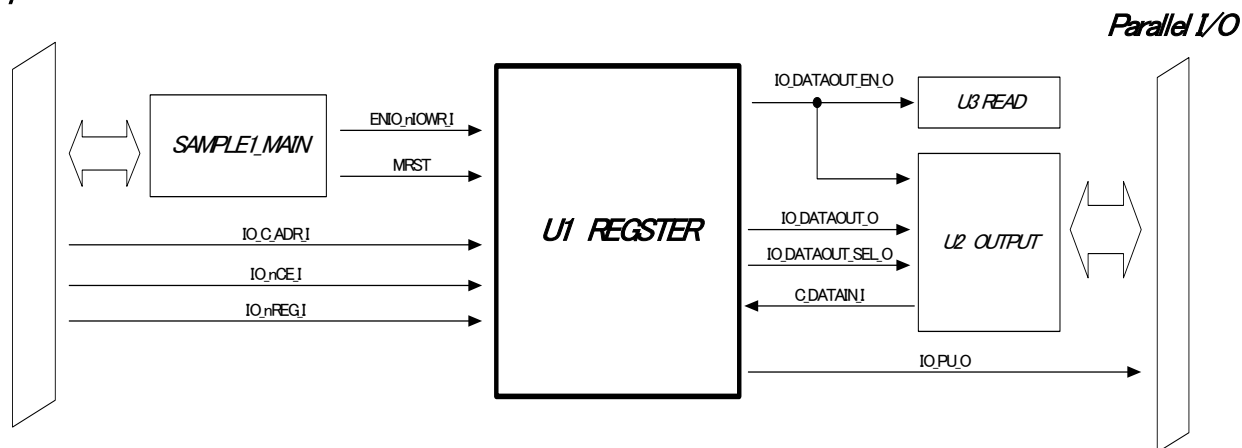 Parallel I/O
IO_DATAOUT_EN_O
U3 READ
ENIO_nIOWR_I
SAMPLE1_MAIN
MRST
IO_DATAOUT_O
IO_C_ADR_I
U1 REGSTER
U2 OUTPUT
IO_DATAOUT_SEL_O
IO_nCE_I
C_DATAIN_I
IO_nREG_I
IO_PU_O